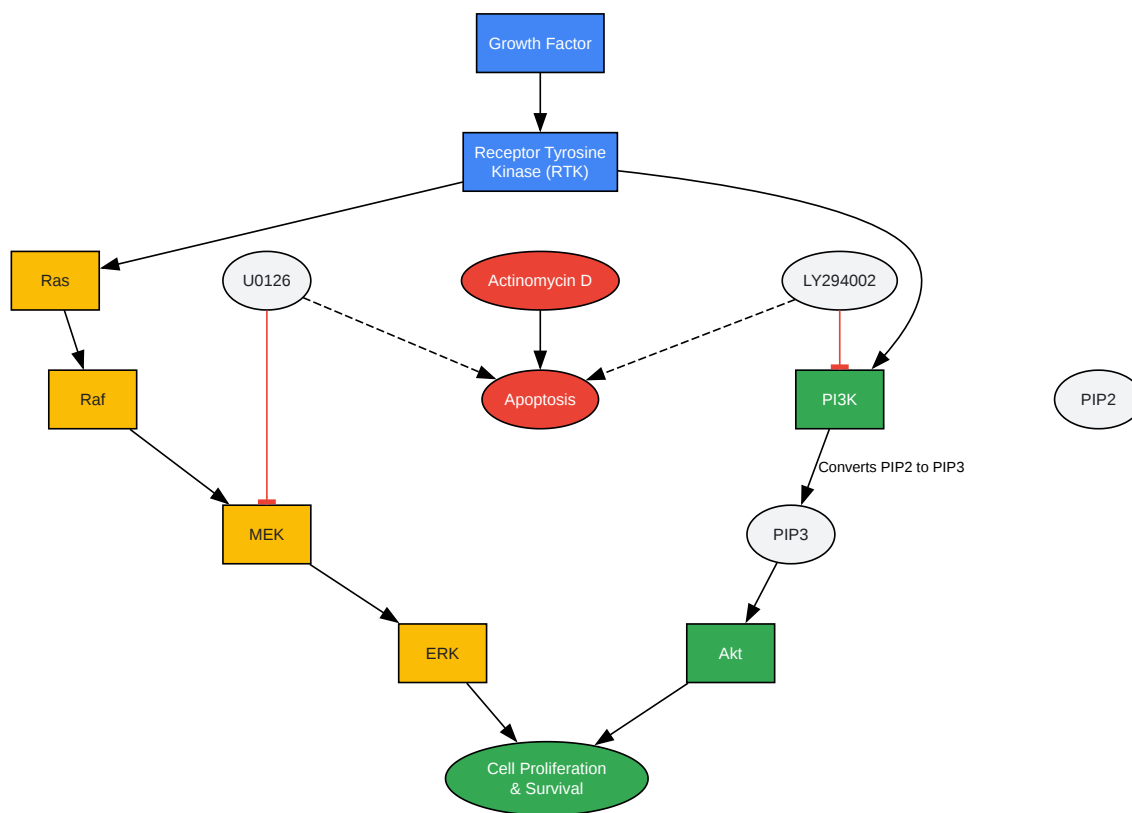 Growth Factor
Receptor Tyrosine
Kinase (RTK)
Ras
U0126
Actinomycin D
LY294002
Raf
Apoptosis
PI3K
PIP2
Converts PIP2 to PIP3
MEK
PIP3
ERK
Akt
Cell Proliferation
& Survival